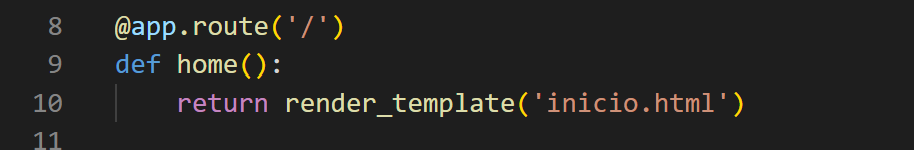 8 @app.route('/')
9 def home():
10     return render_template('inicio.html')
11